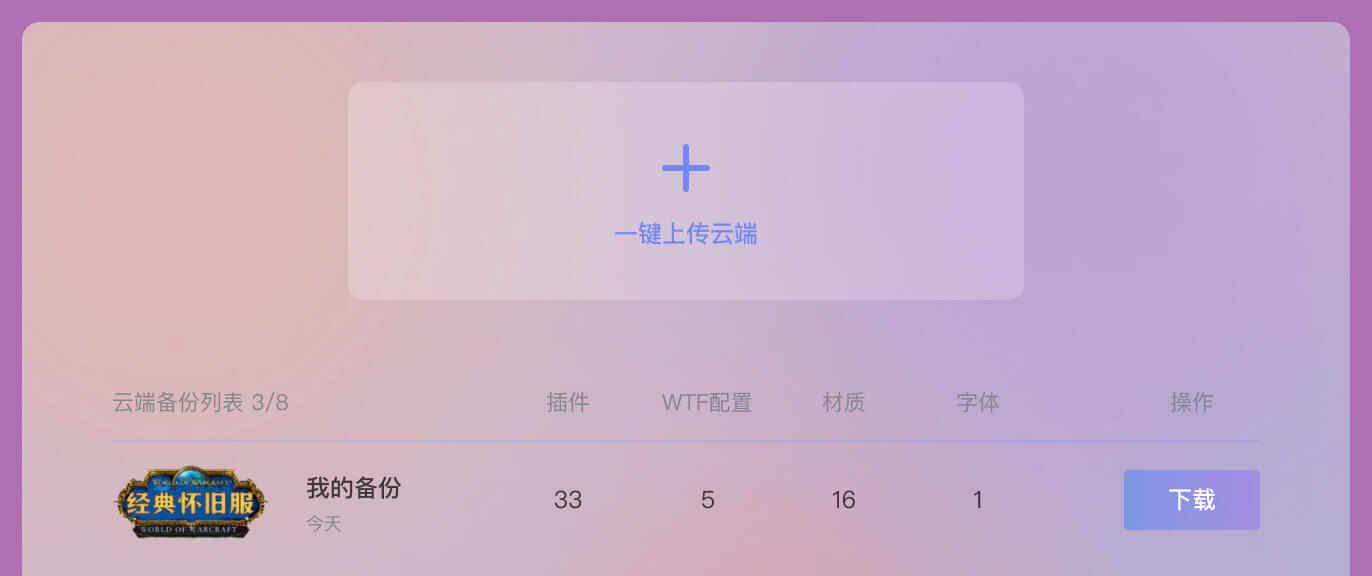 一键上传云端
云端备份列表 3/8 插件 WTF配置 材质 字体 操作
WORLD OF WARCRAFT
经典怀旧服
WORLD OF WARCRAFT
我的备份 33 5 16 1 下载
今天